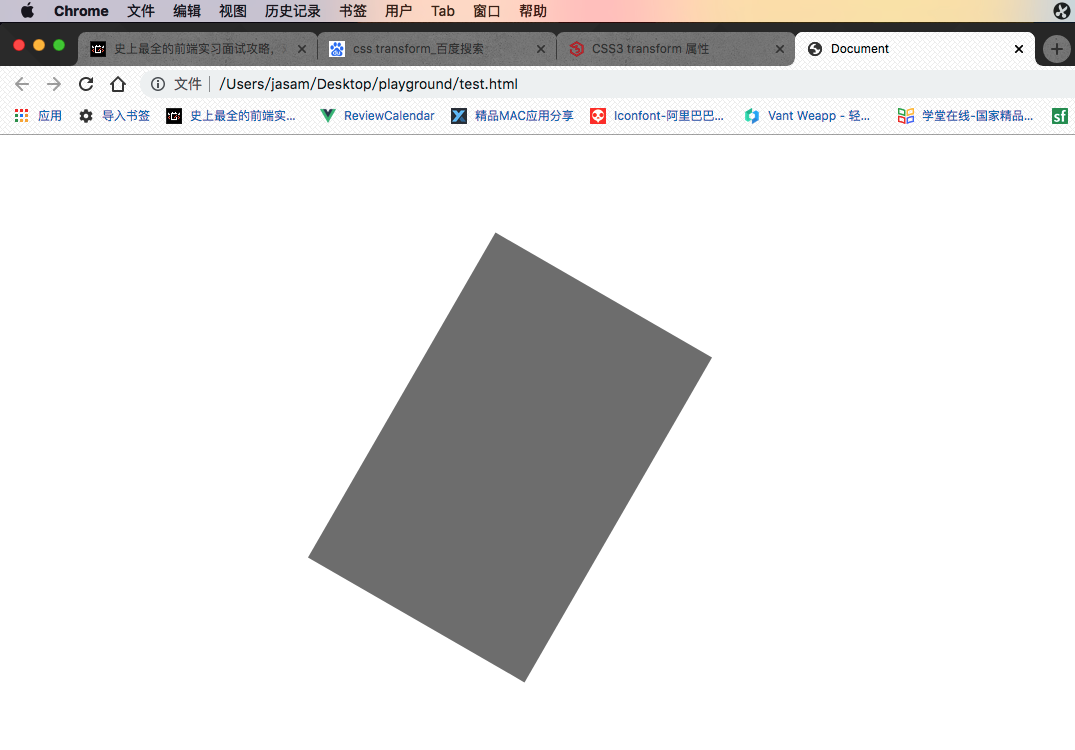 Chrome 文件 编辑 视图 历史记录 书签 用户 Tab 窗口 帮助
史上最全的前端实习面试攻略, css transform_百度搜索 CSS3 transform 属性 Document
文件 /Users/jasam/Desktop/playground/test.html
应用 导入书签 史上最全的前端实... ReviewCalendar 精品MAC应用分享 Iconfont-阿里巴巴... Vant Weapp - 轻... 学堂在线-国家精品... sf